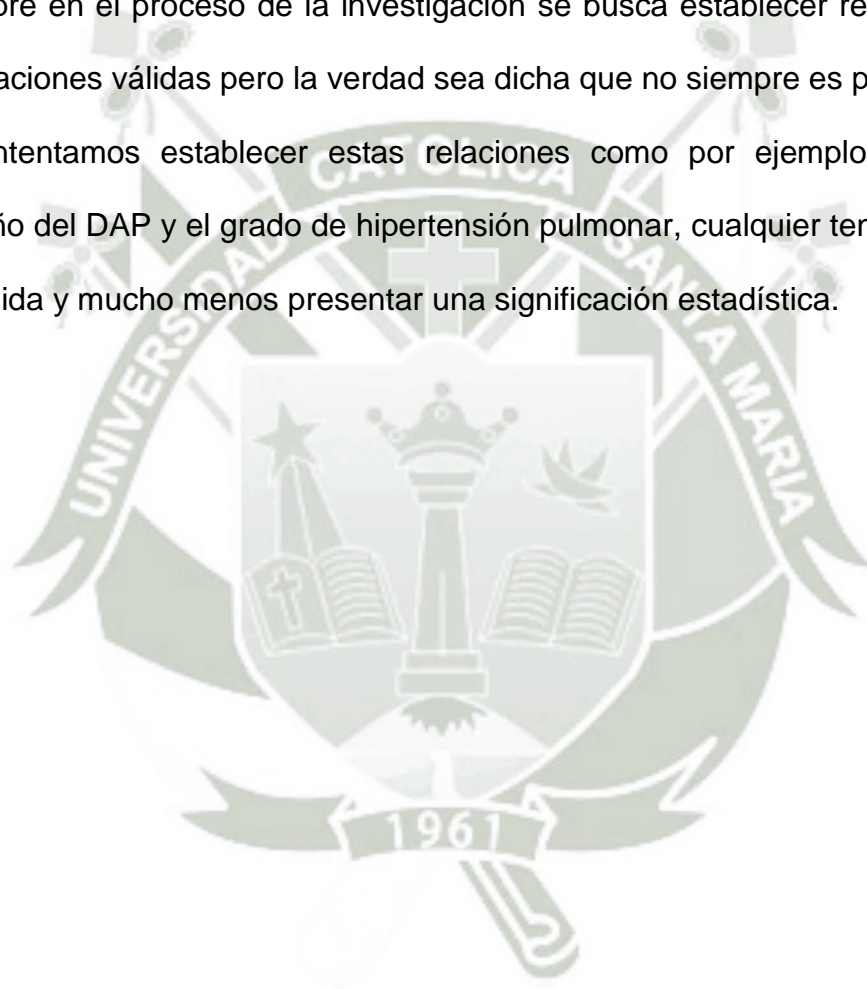 ore en el proceso de la investigación se busca establecer re
aciones válidas pero la verdad sea dicha que no siempre es p
ntentamos establecer estas relaciones como por ejemplo
ño del DAP y el grado de hipertensión pulmonar, cualquier ter
ida y mucho menos presentar una significación estadística.
UNIVERSIDAD CATOLICA SANTA MARIA
1961